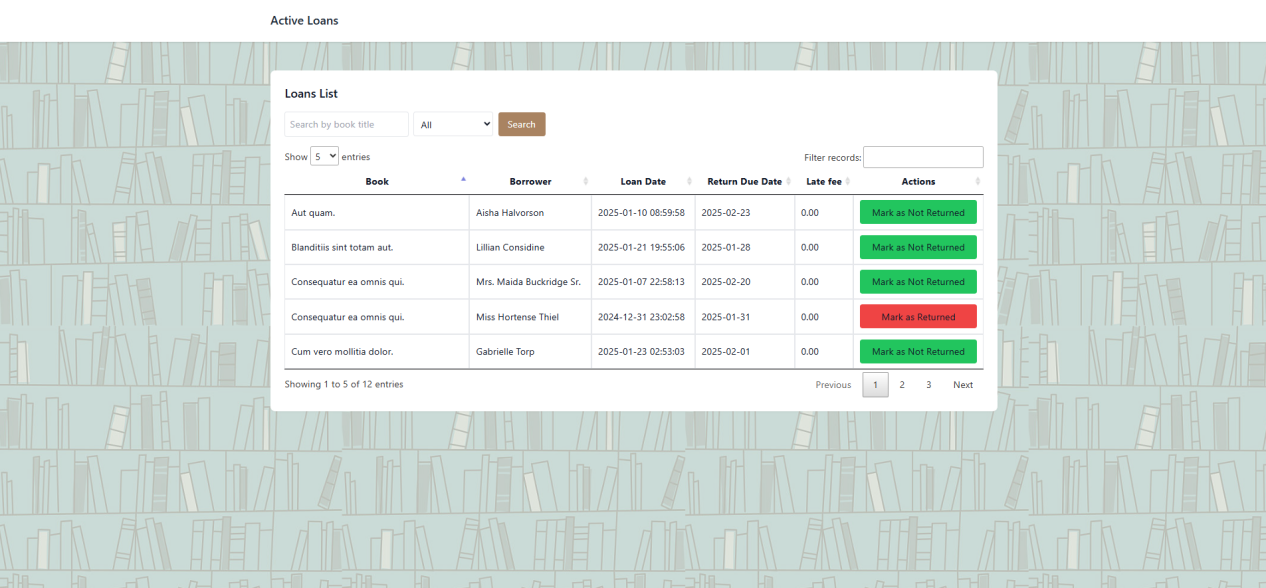 Active Loans
Loans List
Search by book title All Search
Show 5 entries Filter records:
Book Borrower Loan Date Return Due Date Late fee Actions
Aut quam. Aisha Halvorson 2025-01-10 08:59:58 2025-02-23 0.00 Mark as Not Returned
Blanditiis sint totam aut. Lillian Considine 2025-01-21 19:55:06 2025-01-28 0.00 Mark as Not Returned
Consequatur ea omnis qui. Mrs. Maida Buckridge Sr. 2025-01-07 22:58:13 2025-02-20 0.00 Mark as Not Returned
Consequatur ea omnis qui. Miss Hortense Thiel 2024-12-31 23:02:58 2025-01-31 0.00 Mark as Returned
Cum vero mollitia dolor. Gabrielle Torp 2025-01-23 02:53:03 2025-02-01 0.00 Mark as Not Returned
Showing 1 to 5 of 12 entries Previous 1 2 3 Next